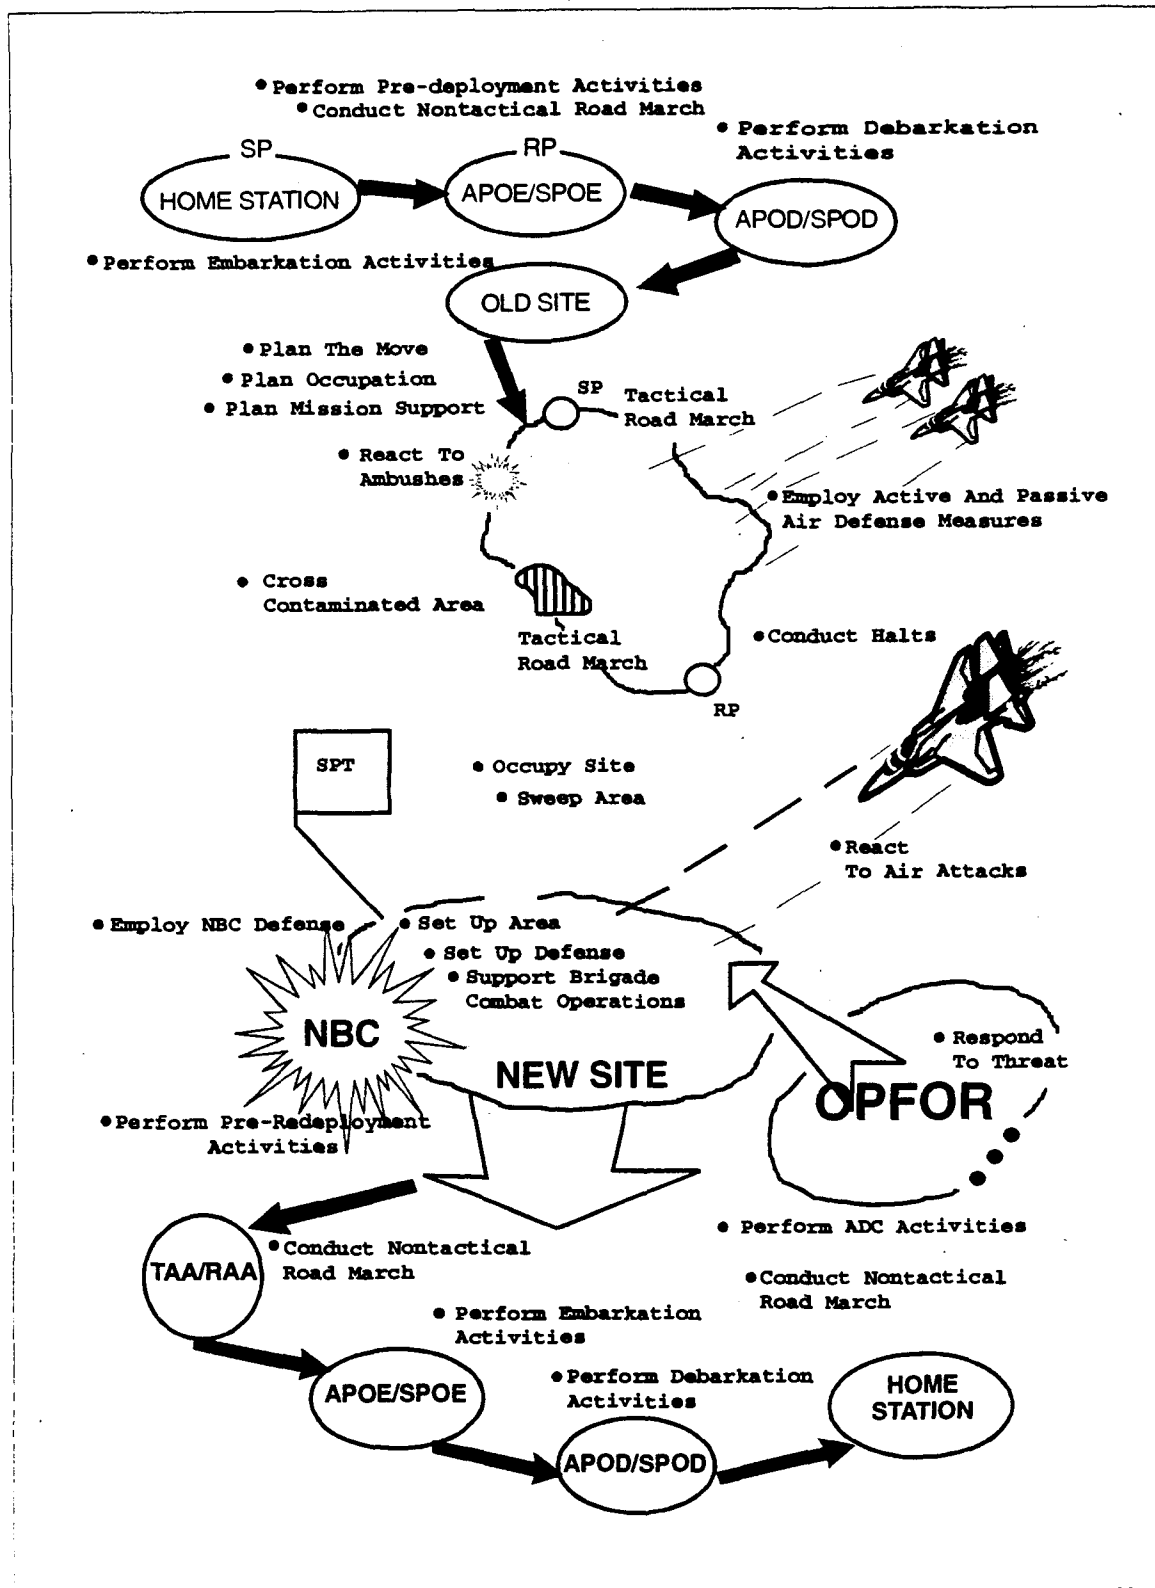 • Perform Pre-deployment Activities
• Conduct Nontactical Road March
• Perform Debarkation
Activities
SP
HOME STATION
RP
APOE/SPOE
APOD/SPOD
• Perform Embarkation Activities
OLD SITE
• Plan The Move
• Plan Occupation
• Plan Mission Support
SP
Tactical
Road March
• React To
Ambushes
• Employ Active And Passive
Air Defense Measures
• Cross
Contaminated Area
Tactical
Road March
• Conduct Halts
RP
SPT
• Occupy Site
• Sweep Area
• React
To Air Attacks
• Employ NBC Defense
• Set Up Area
• Set Up Defense
• Support Brigade
Combat Operations
NBC
NEW SITE
• Respond
To Threat
OPFOR
• Perform Pre-Redeployment
Activities
• Perform ADC Activities
TAA/RAA
• Conduct Nontactical
Road March
• Conduct Nontactical
Road March
• Perform Embarkation
Activities
APOE/SPOE
• Perform Debarkation
Activities
HOME
STATION
APOD/SPOD